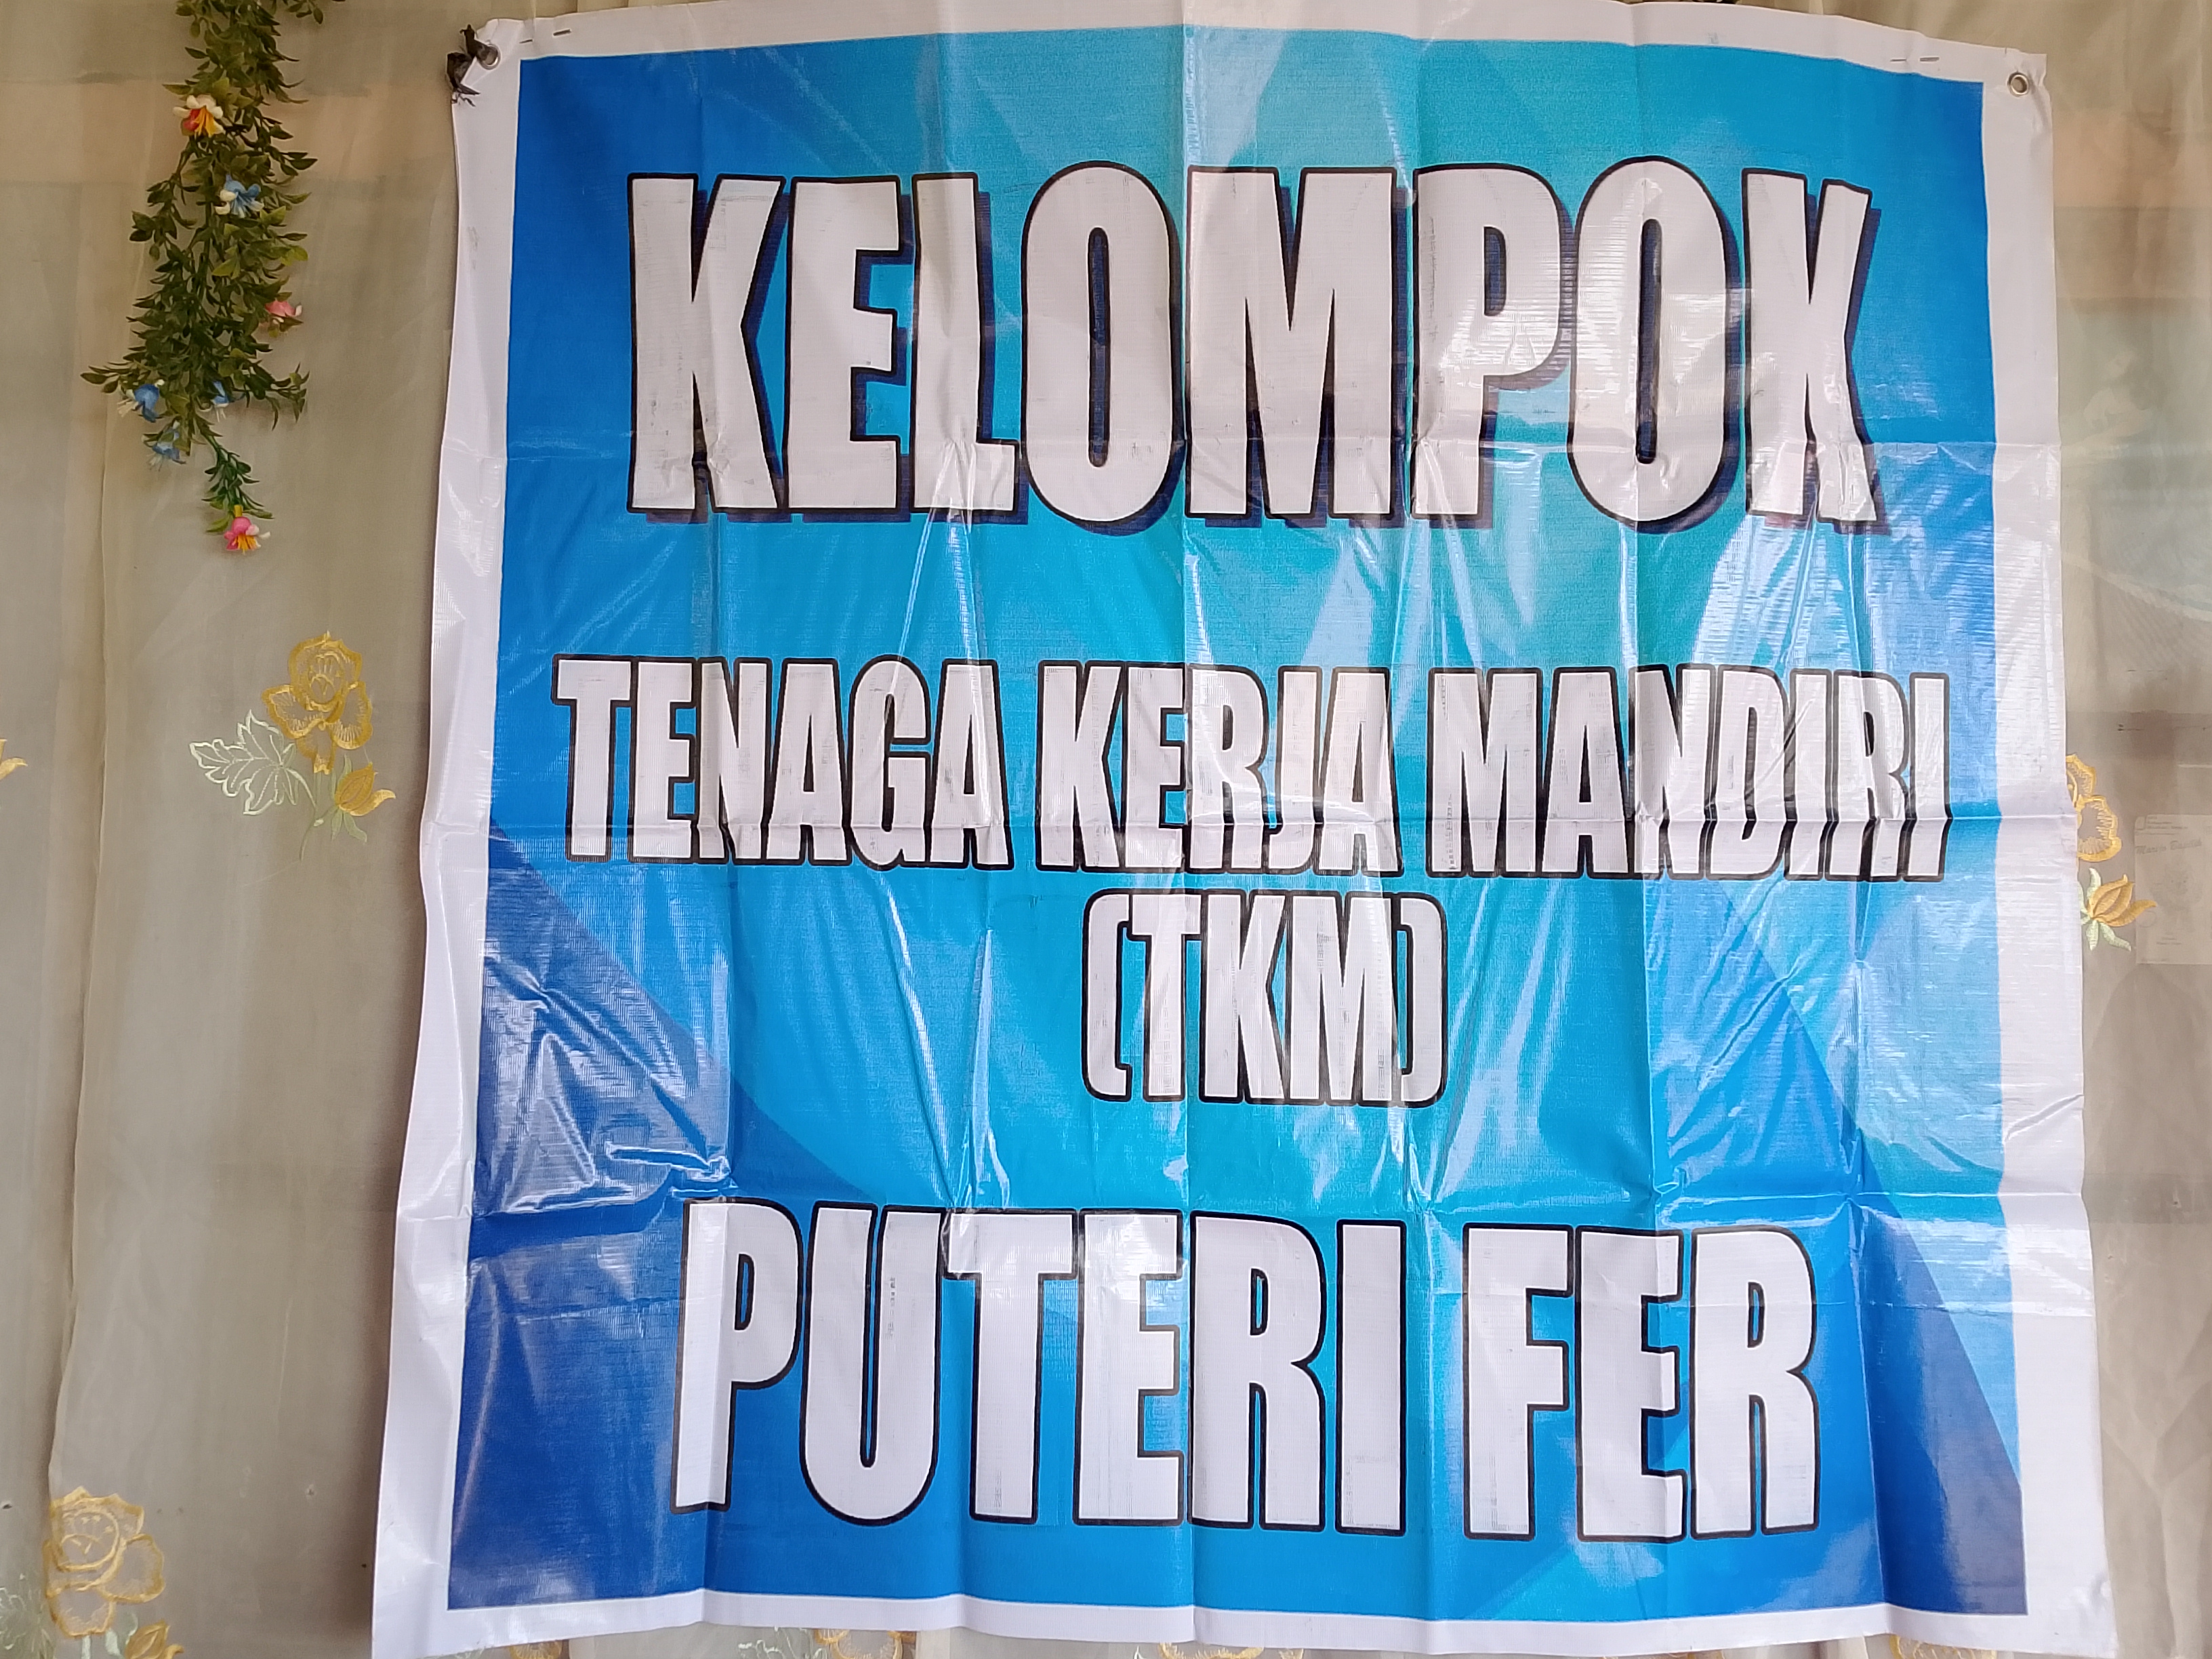 KELOMPOK
TENAGA KERJA MANDIRI
(TKM)
PUTERI FER